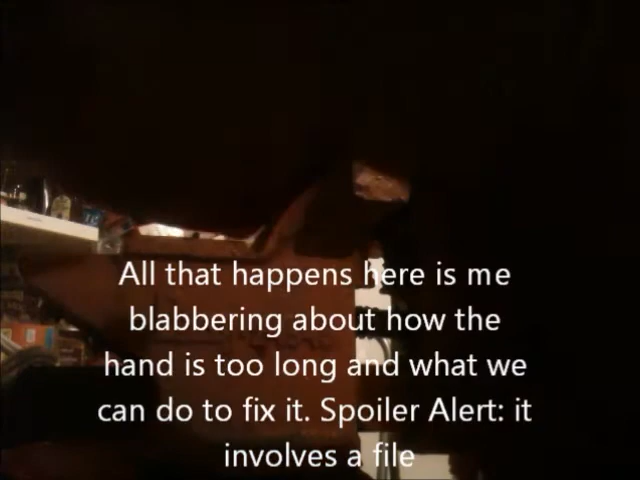 All that happens here is me
blabbering about how the
hand is too long and what we
can do to fix it. Spoiler Alert: it
involves a file